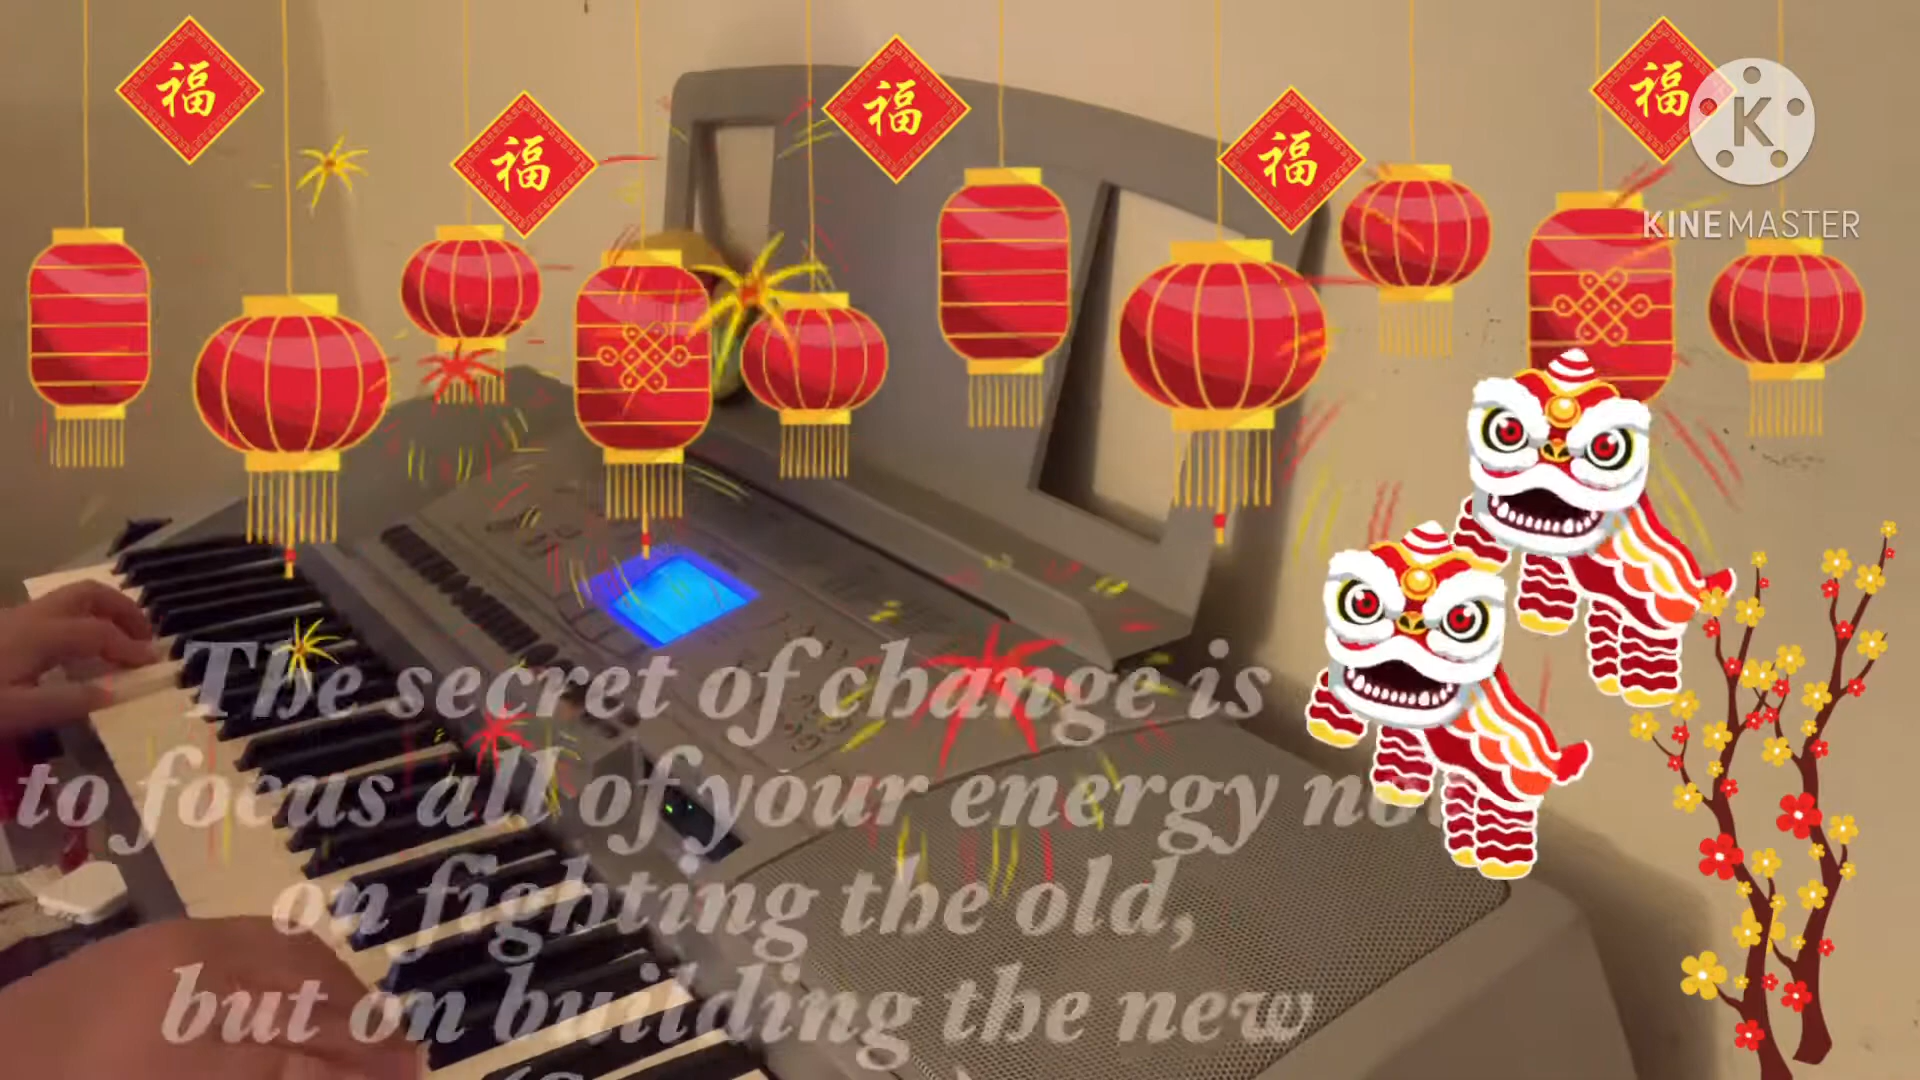 福
福
福
福
福
K
KINEMASTER
The secret of change is
to focus all of your energy not
on fighting the old,
but on building the new